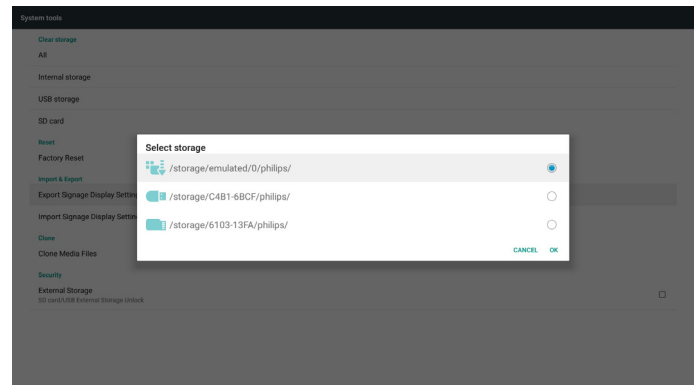 System tools
Clear storage
All
Internal storage
USB storage
SD card
Reset
Factory Reset
Import & Export
Export Signage Display Setting
Import Signage Display Settin
Clone
Clone Media Files
Security
External Storage
SD card/USB External Storage Unlock
Select storage
/storage/emulated/0/philips/
/storage/C4B1-6BCF/philips/
/storage/6103-13FA/philips/
CANCEL OK